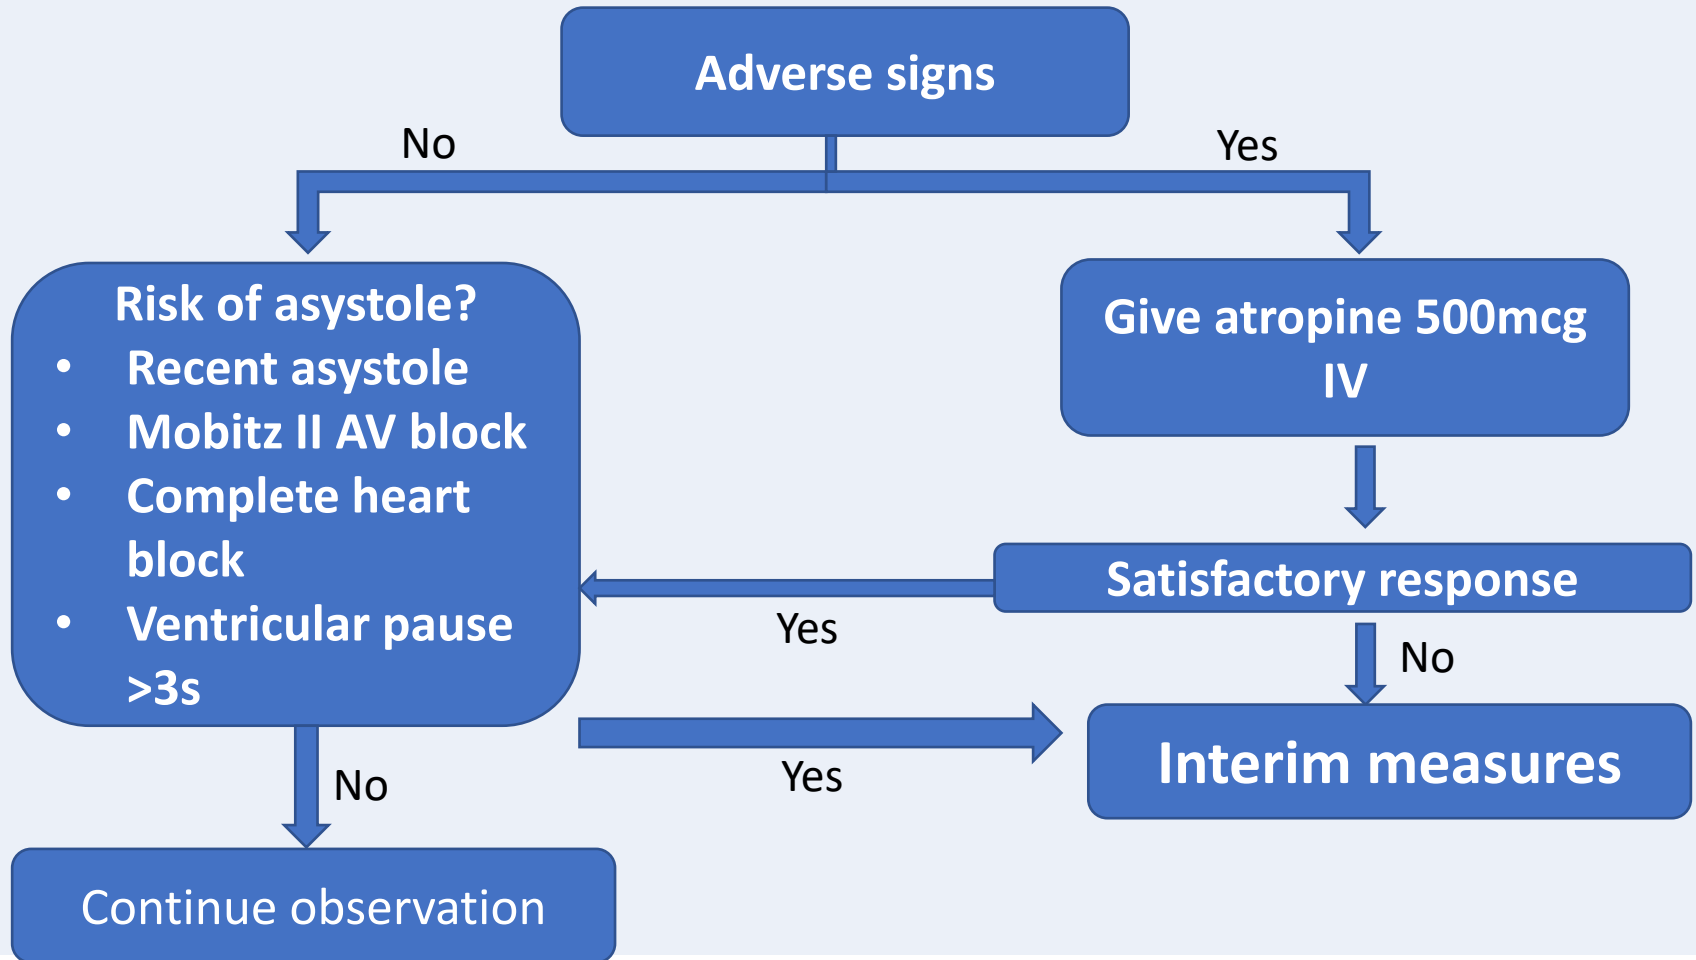 Adverse signs
No
Yes
Risk of asystole?
• Recent asystole
• Mobitz II AV block
• Complete heart
block
• Ventricular pause
>3s
Give atropine 500mcg
IV
Satisfactory response
Yes
No
Interim measures
Yes
No
Continue observation